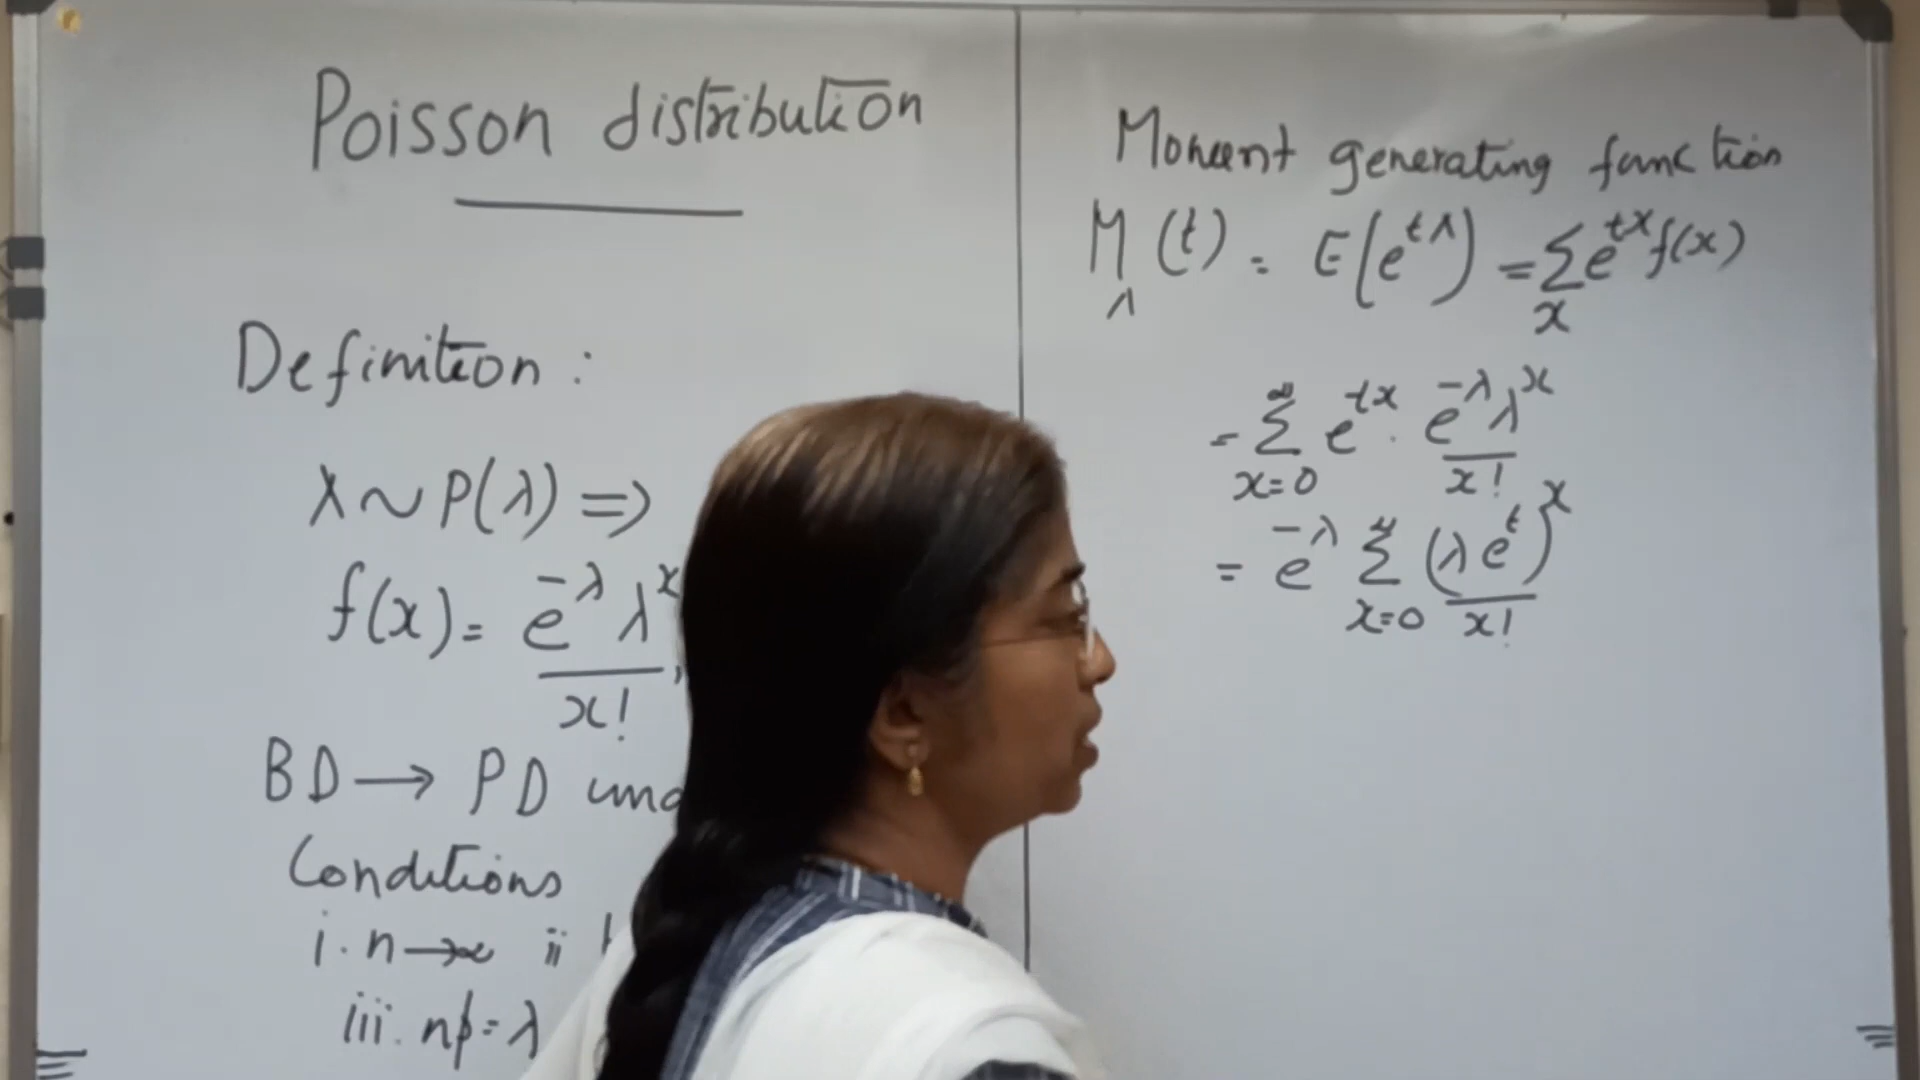 Poisson distribution
Definition :
X ~ P(λ) =>
f(x) = e^{-λ} λ^x / x! ,
BD → PD
Conditions
i. n → ∞ ii
iii. np = λ
Moment generating function
M_X (t) = E(e^{tX}) = Σ_x e^{tx} f(x)
= Σ_{x=0}^{∞} e^{tx} . e^{-λ} λ^x / x!
= e^{-λ} Σ_{x=0}^{∞} (λ e^t)^x / x!